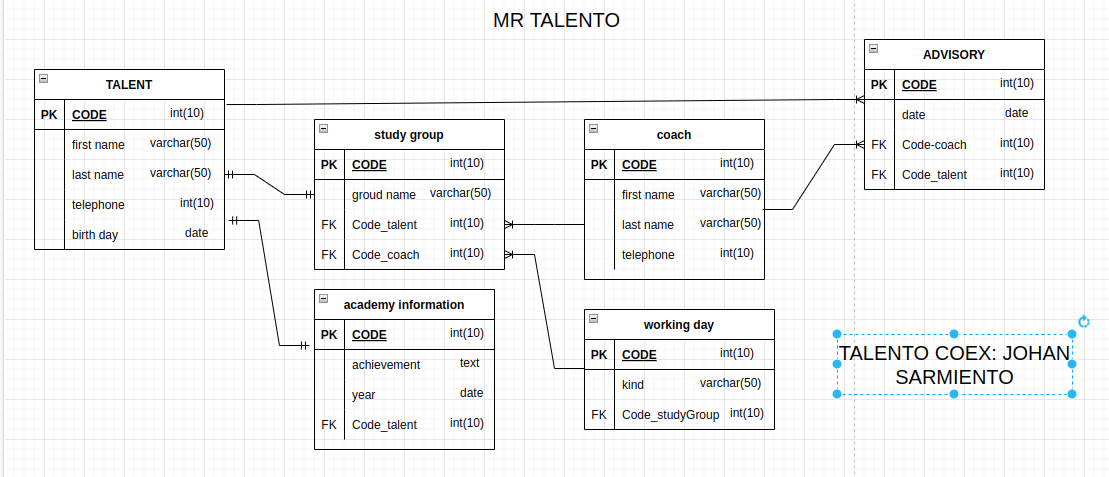 MR TALENTO
TALENT
PK CODE int(10)
first name varchar(50)
last name varchar(50)
telephone int(10)
birth day date
study group
PK CODE int(10)
groud name varchar(50)
FK Code_talent int(10)
FK Code_coach int(10)
academy information
PK CODE int(10)
achievement text
year date
FK Code_talent int(10)
coach
PK CODE int(10)
first name varchar(50)
last name varchar(50)
telephone int(10)
working day
PK CODE int(10)
kind varchar(50)
FK Code_studyGroup int(10)
ADVISORY
PK CODE int(10)
date date
FK Code-coach int(10)
FK Code_talent int(10)
TALENTO COEX: JOHAN
SARMIENTO